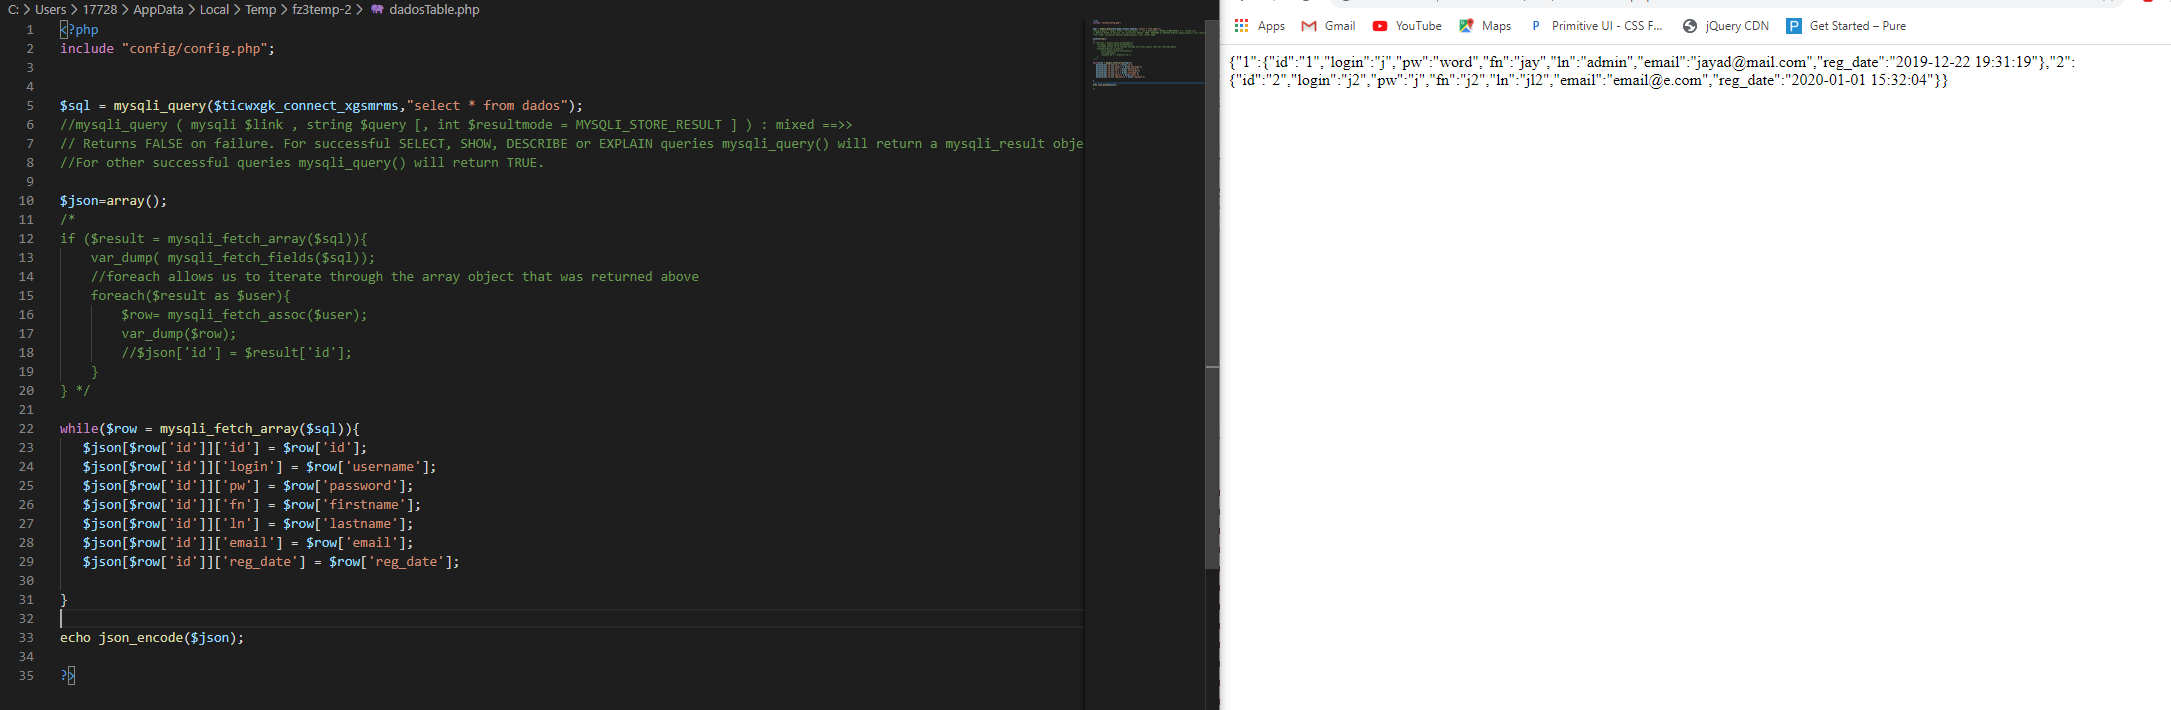 C: > Users > 17728 > AppData > Local > Temp > fz3temp-2 > dadosTable.php
1 <?php
2 include "config/config.php";
3
4
5 $sql = mysqli_query($ticwxgk_connect_xgsmrms,"select * from dados");
6 //mysqli_query ( mysqli $link , string $query [, int $resultmode = MYSQLI_STORE_RESULT ] ) : mixed ==>>
7 // Returns FALSE on failure. For successful SELECT, SHOW, DESCRIBE or EXPLAIN queries mysqli_query() will return a mysqli_result obje
8 //For other successful queries mysqli_query() will return TRUE.
9
10 $json=array();
11 /*
12 if ($result = mysqli_fetch_array($sql)){
13 var_dump( mysqli_fetch_fields($sql));
14 //foreach allows us to iterate through the array object that was returned above
15 foreach($result as $user){
16 $row= mysqli_fetch_assoc($user);
17 var_dump($row);
18 //$json['id'] = $result['id'];
19 }
20 } */
21
22 while($row = mysqli_fetch_array($sql)){
23 $json[$row['id']]['id'] = $row['id'];
24 $json[$row['id']]['login'] = $row['username'];
25 $json[$row['id']]['pw'] = $row['password'];
26 $json[$row['id']]['fn'] = $row['firstname'];
27 $json[$row['id']]['ln'] = $row['lastname'];
28 $json[$row['id']]['email'] = $row['email'];
29 $json[$row['id']]['reg_date'] = $row['reg_date'];
30
31 }
32
33 echo json_encode($json);
34
35 ?>
Apps Gmail YouTube Maps P Primitive UI - CSS F... jQuery CDN P Get Started – Pure
{"1":{"id":"1","login":"j","pw":"word","fn":"jay","ln":"admin","email":"jayad@mail.com","reg_date":"2019-12-22 19:31:19"},"2":
{"id":"2","login":"j2","pw":"j","fn":"j2","ln":"jl2","email":"email@e.com","reg_date":"2020-01-01 15:32:04"}}